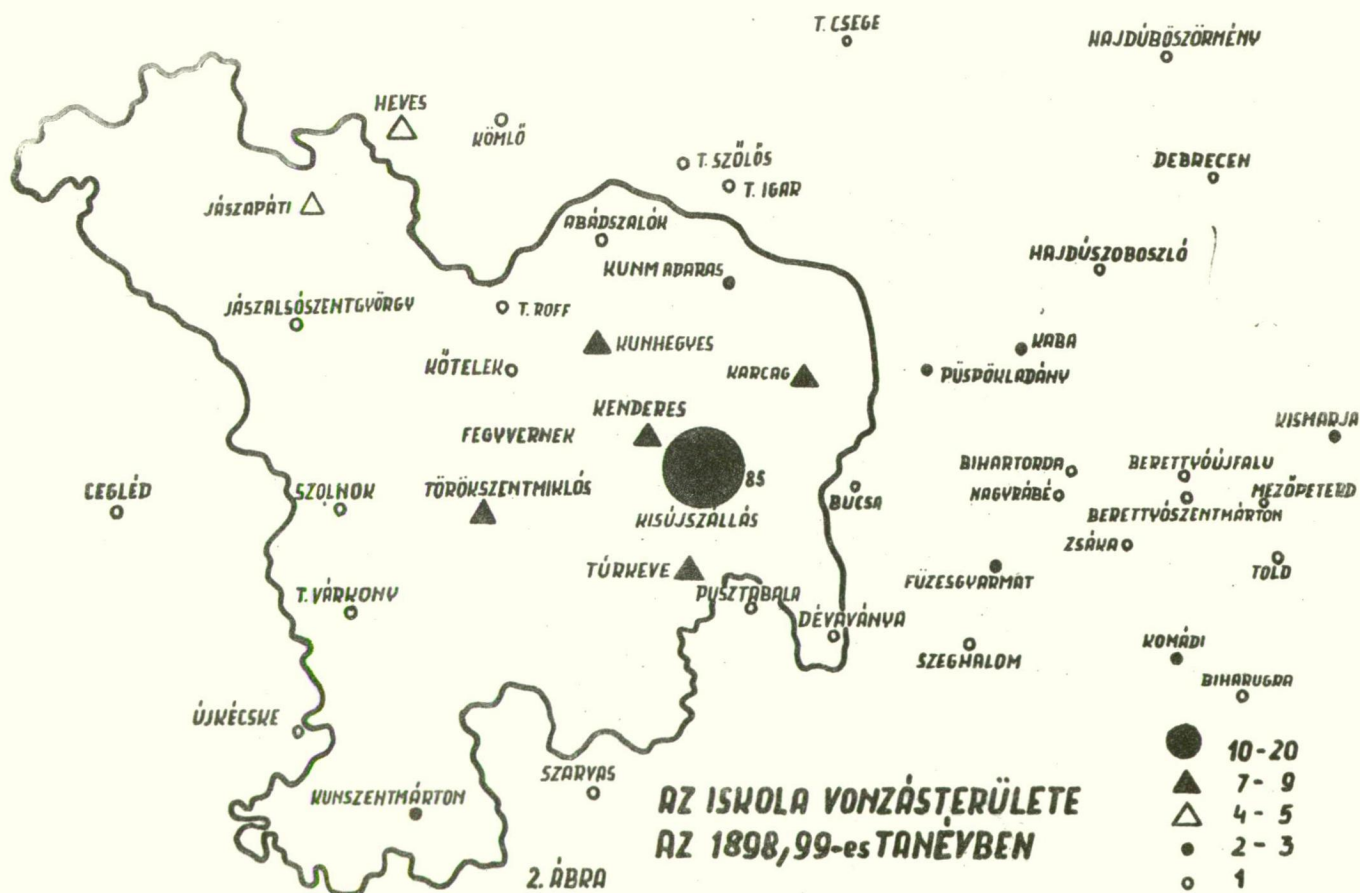 T. CSEGE
HAJDÚBÖSZÖRMÉNY
HEVES
KÖMLŐ
T. SZŐLŐS
DEBRECEN
T. IGAR
JÁSZAPÁTI
ABÁDSZALÓK
HAJDÚSZOBOSZLÓ
KUNMADARAS
JÁSZALSÓSZENTGYÖRGY
T. ROFF
KUNHEGYES
KABA
KŐTELEK
KARCAG
PÜSPÖKLADÁNY
KENDERES
KISMARJA
FEGYVERNEK
BIHARTORDA
BERETTYÓÚJFALU
CEGLÉD
SZOLNOK
TÖRÖKSZENTMIKLÓS
85
BUCSA
NAGYRÁBÉ
MEZŐPETERD
KISÚJSZÁLLÁS
BERETTYÓSZENTMÁRTON
ZSÁKA
TÚRKEVE
FÜZESGYARMAT
TOLD
T. VÁRKONY
PUSZTABALA
DÉVAVÁNYA
KOMÁDI
SZEGHALOM
BIHARUGRA
ÚJKÉCSKE
10-20
SZARVAS
7-9
KUNSZENTMÁRTON
AZ ISKOLA VONZÁSTERÜLETE
4-5
AZ 1898,99-es TANÉVBEN
2-3
2. ÁBRA
1